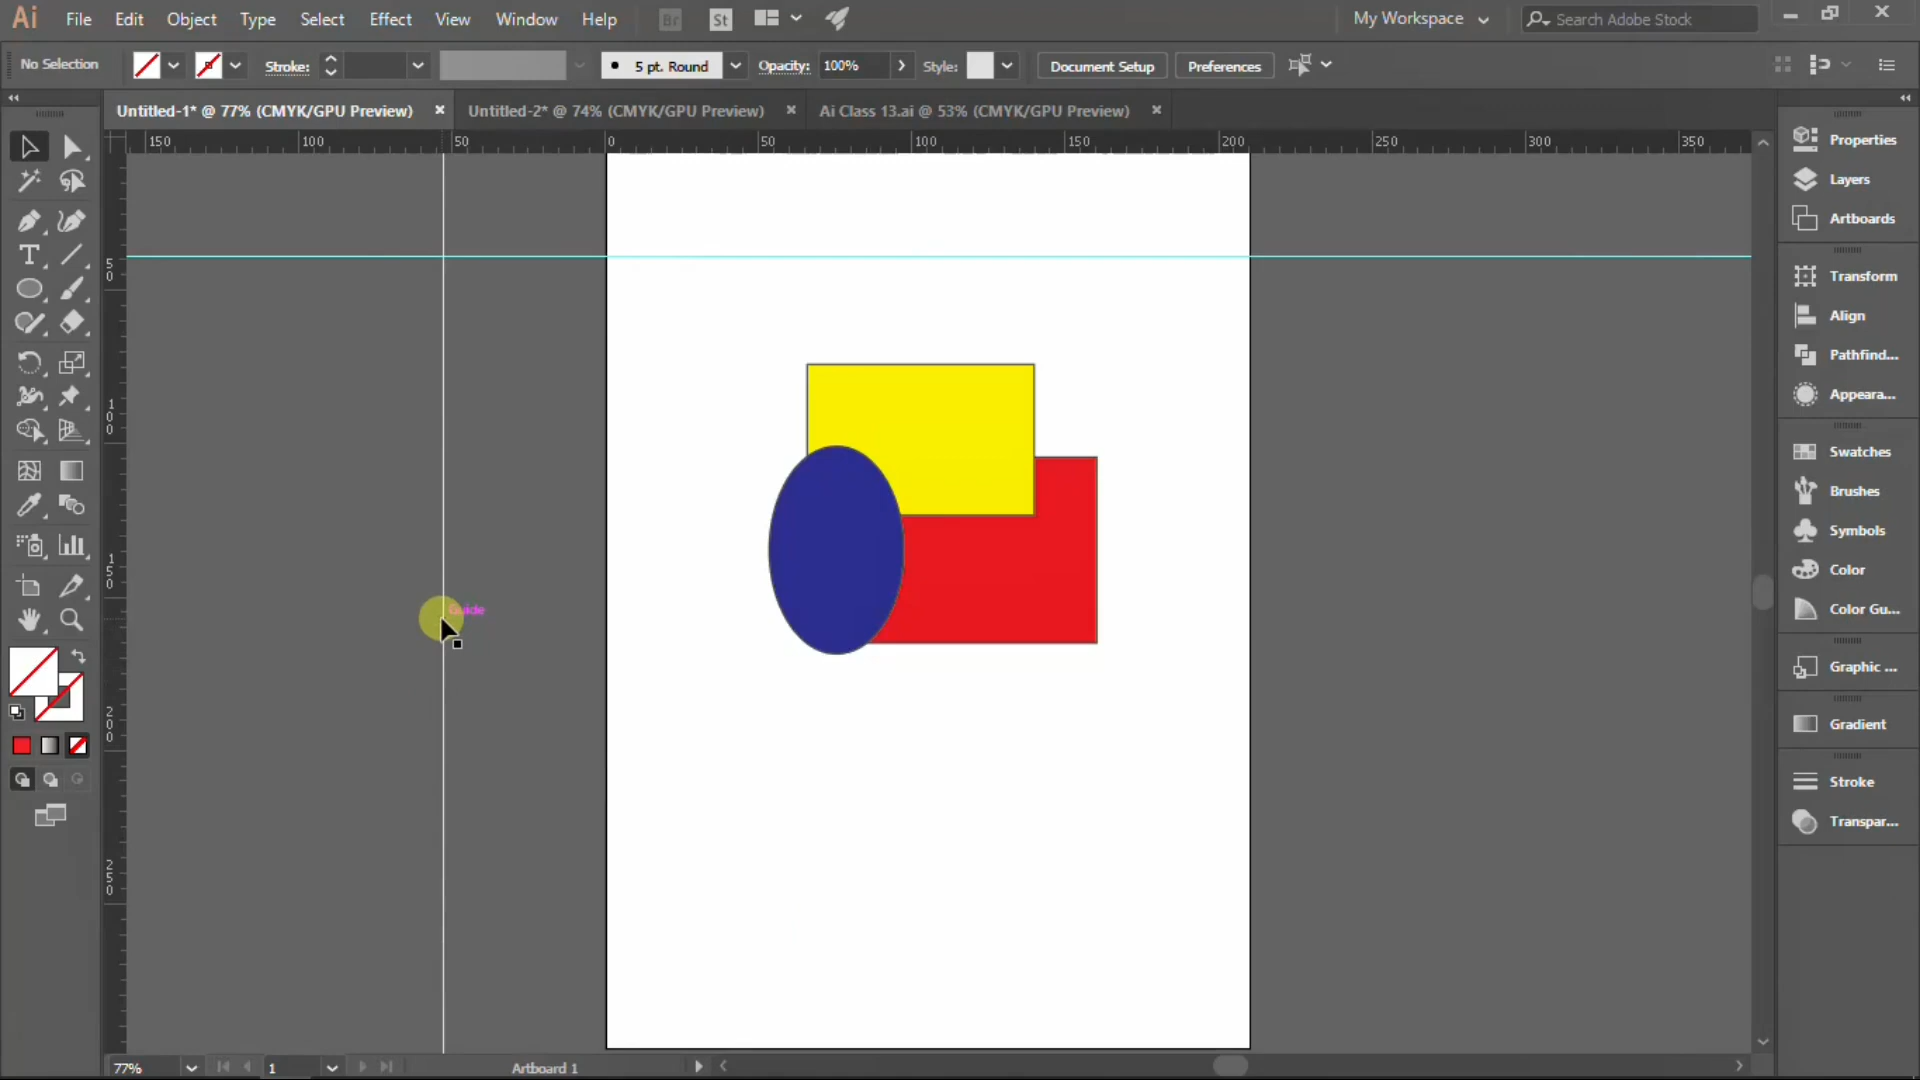 Ai File Edit Object Type Select Effect View Window Help Br St My Workspace Search Adobe Stock
No Selection Stroke: 5 pt. Round Opacity: 100% Style: Document Setup Preferences
Untitled-1* @ 77% (CMYK/GPU Preview) Untitled-2* @ 74% (CMYK/GPU Preview) Ai Class 13.ai @ 53% (CMYK/GPU Preview)
150 100 50 0 50 100 150 200 250 300 350
50
100
150
200
250
Guide
Properties
Layers
Artboards
Transform
Align
Pathfind...
Appeara...
Swatches
Brushes
Symbols
Color
Color Gu...
Graphic ...
Gradient
Stroke
Transpar...
77% 1 Artboard 1